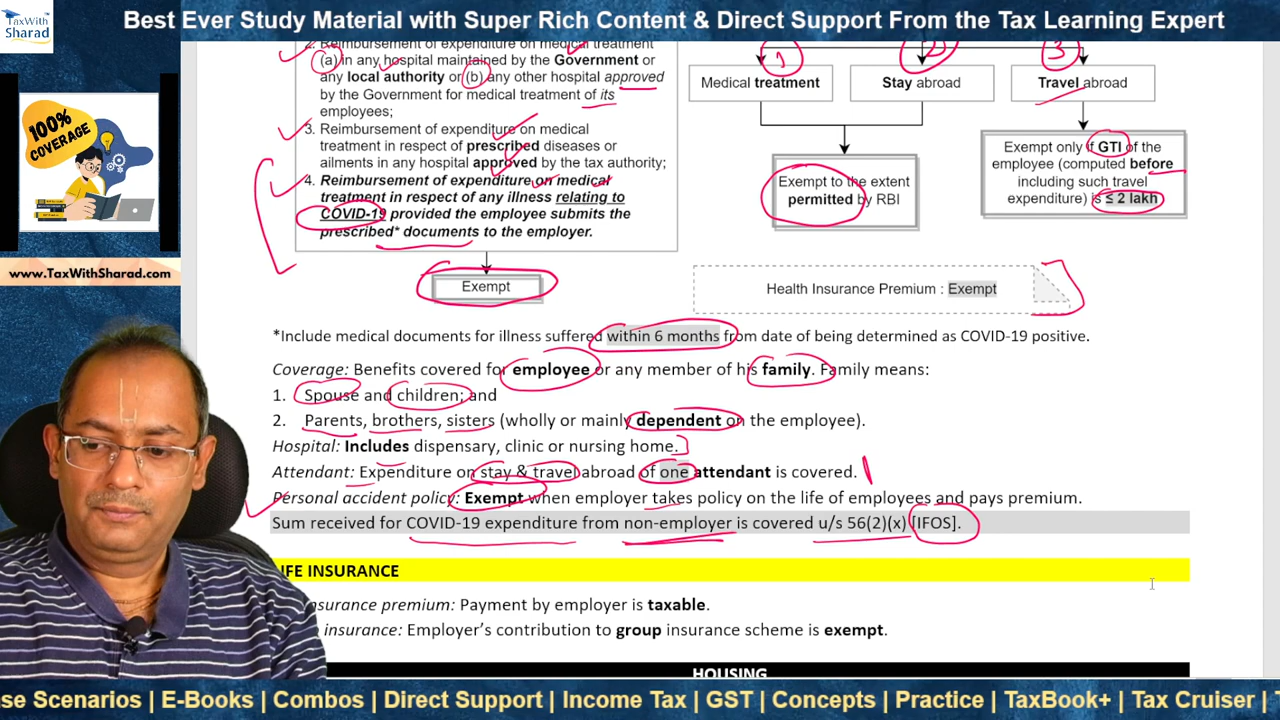 TaxWith
Sharad
Best Ever Study Material with Super Rich Content & Direct Support From the Tax Learning Expert
100%
COVERAGE
www.TaxWithSharad.com
2. Reimbursement of expenditure on medical treatment
(a) in any hospital maintained by the Government or
any local authority or (b) any other hospital approved
by the Government for medical treatment of its
employees;
3. Reimbursement of expenditure on medical
treatment in respect of prescribed diseases or
ailments in any hospital approved by the tax authority;
4. Reimbursement of expenditure on medical
treatment in respect of any illness relating to
COVID-19 provided the employee submits the
prescribed* documents to the employer.
Exempt
1
2
3
Medical treatment
Stay abroad
Travel abroad
Exempt to the extent
permitted by RBI
Exempt only if GTI of the
employee (computed before
including such travel
expenditure) is ≤ 2 lakh
Health Insurance Premium : Exempt
*Include medical documents for illness suffered within 6 months from date of being determined as COVID-19 positive.
Coverage: Benefits covered for employee or any member of his family. Family means:
1. Spouse and children; and
2. Parents, brothers, sisters (wholly or mainly dependent on the employee).
Hospital: Includes dispensary, clinic or nursing home.
Attendant: Expenditure on stay & travel abroad of one attendant is covered.
Personal accident policy: Exempt when employer takes policy on the life of employees and pays premium.
Sum received for COVID-19 expenditure from non-employer is covered u/s 56(2)(x) [IFOS].
LIFE INSURANCE
insurance premium: Payment by employer is taxable.
insurance: Employer's contribution to group insurance scheme is exempt.
HOUSING
ase Scenarios | E-Books | Combos | Direct Support | Income Tax | GST | Concepts | Practice | TaxBook+ | Tax Cruiser |